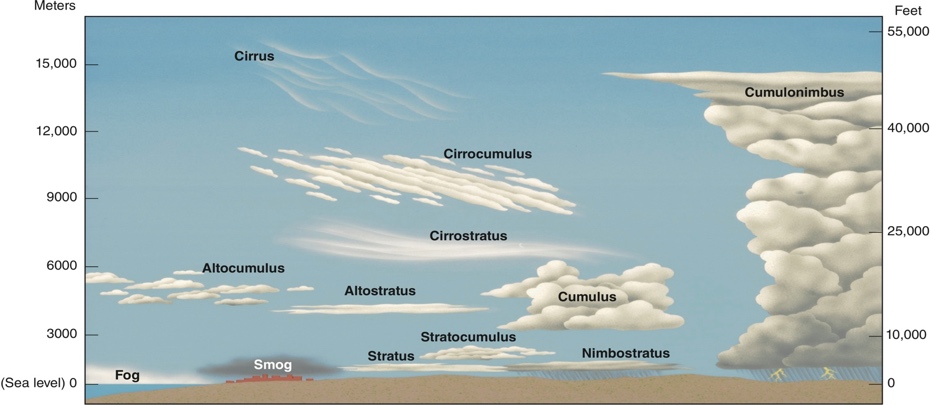 Meters
Feet
55,000
Cirrus
15,000
Cumulonimbus
12,000
40,000
Cirrocumulus
9000
25,000
Cirrostratus
6000
Altocumulus
Altostratus
Cumulus
3000
10,000
Stratocumulus
Stratus
Nimbostratus
Smog
Fog
(Sea level) 0
0